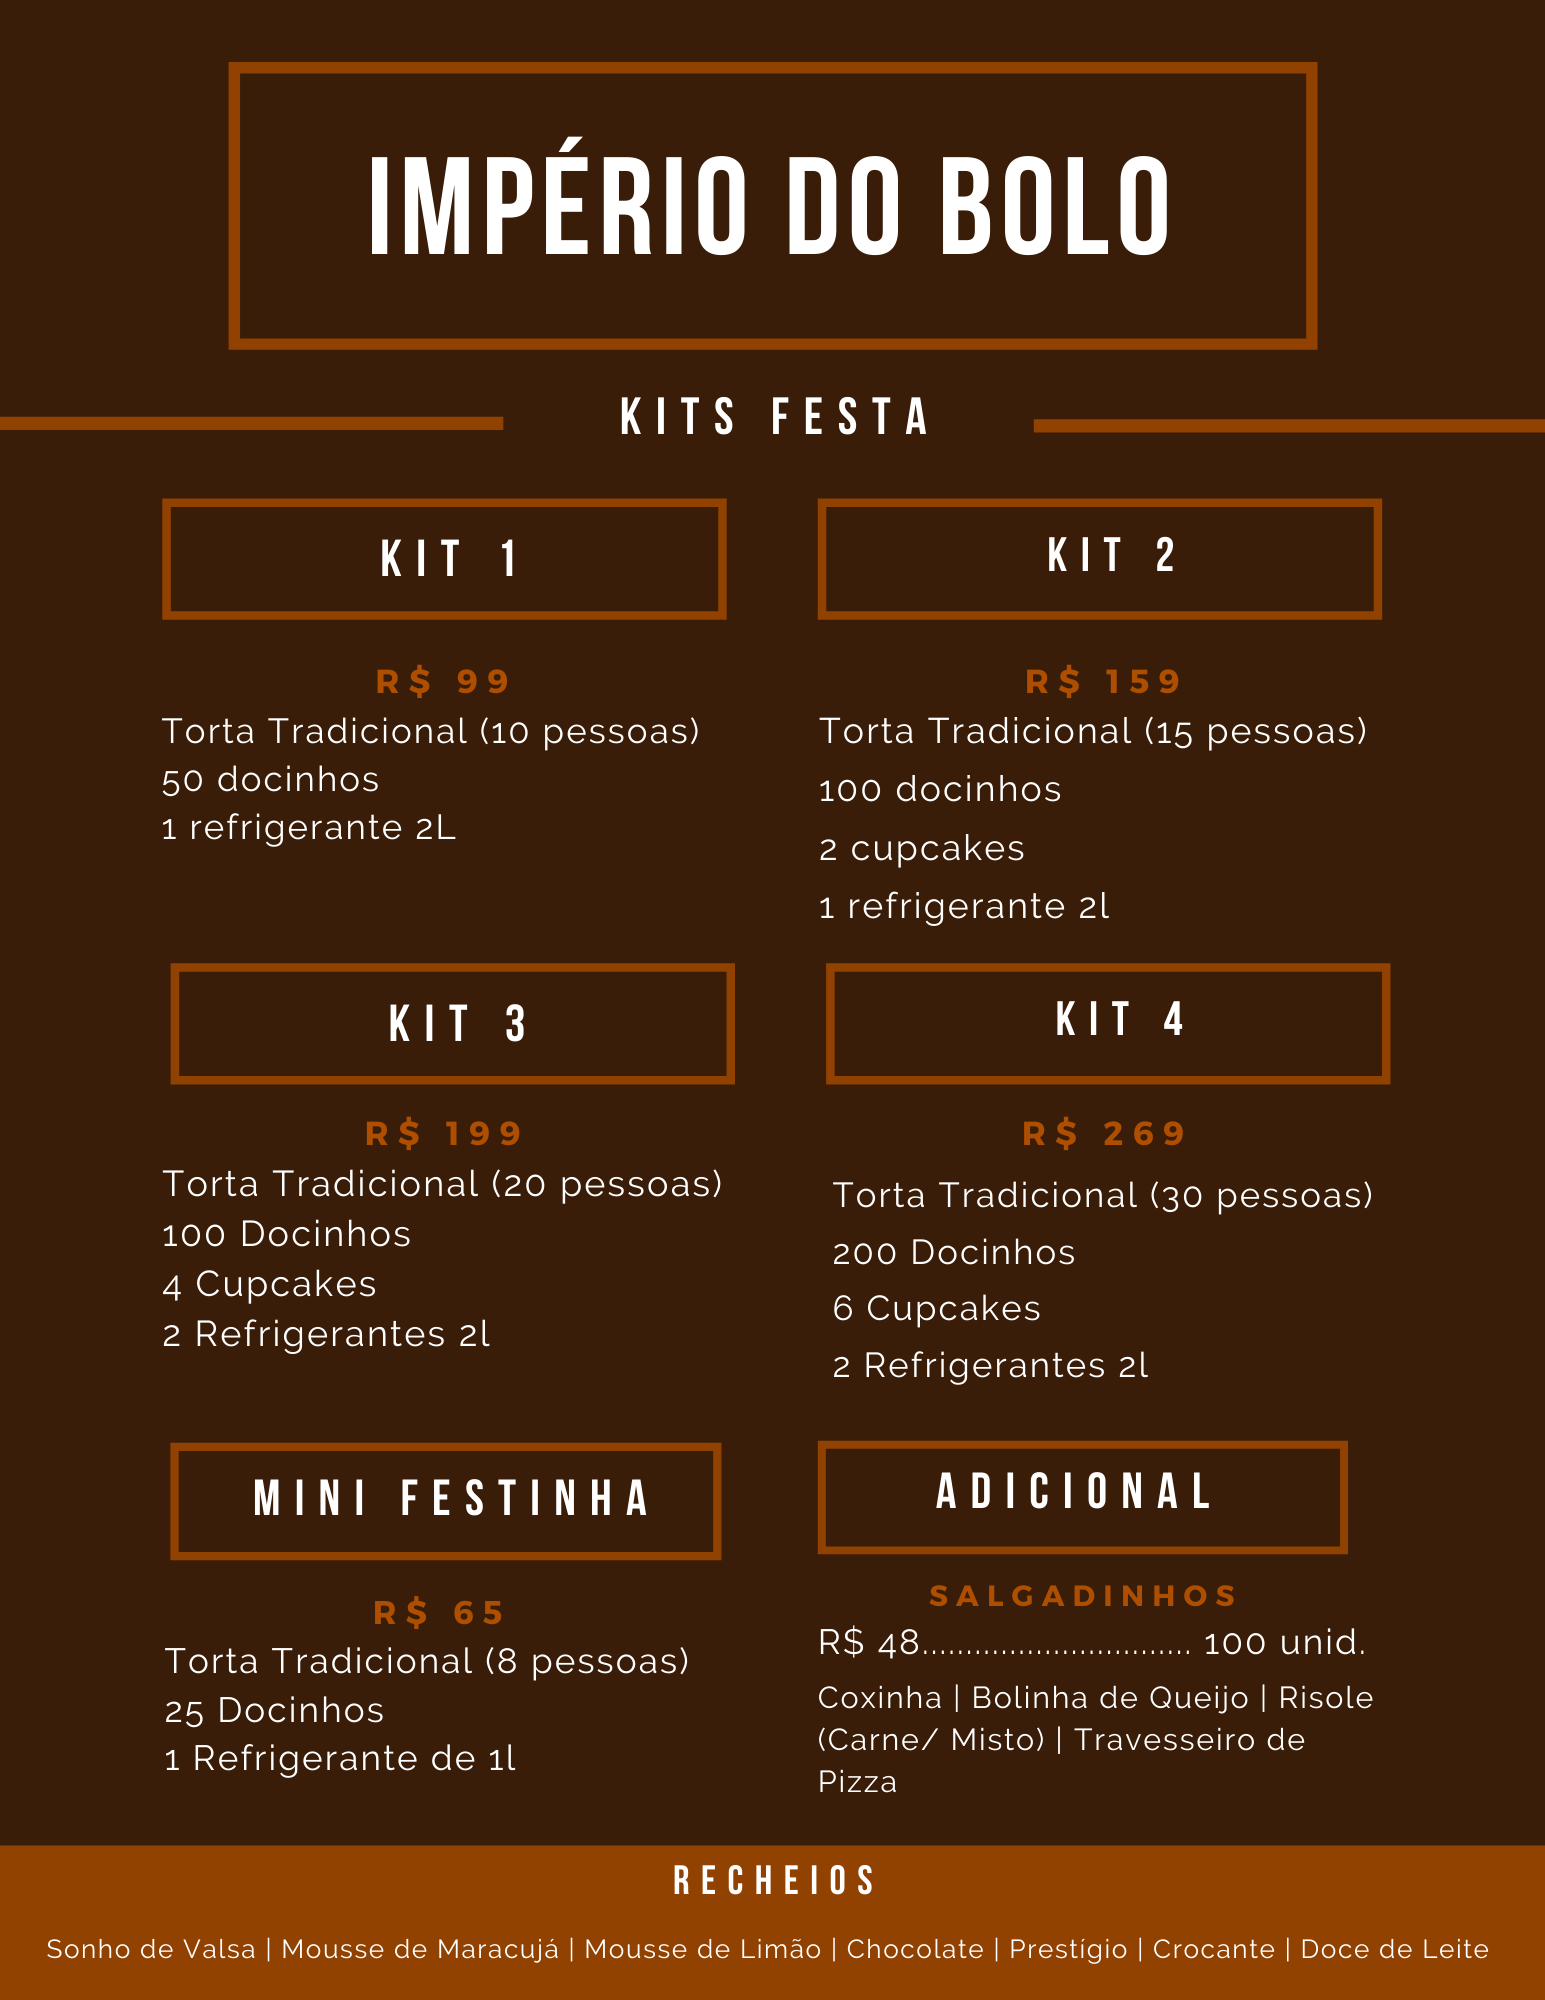 IMPÉRIO DO BOLO
KITS FESTA
KIT 1
R$ 99
Torta Tradicional (10 pessoas)
50 docinhos
1 refrigerante 2L
KIT 2
R$ 159
Torta Tradicional (15 pessoas)
100 docinhos
2 cupcakes
1 refrigerante 2l
KIT 3
R$ 199
Torta Tradicional (20 pessoas)
100 Docinhos
4 Cupcakes
2 Refrigerantes 2l
KIT 4
R$ 269
Torta Tradicional (30 pessoas)
200 Docinhos
6 Cupcakes
2 Refrigerantes 2l
MINI FESTINHA
R$ 65
Torta Tradicional (8 pessoas)
25 Docinhos
1 Refrigerante de 1l
ADICIONAL
SALGADINHOS
R$ 48............................... 100 unid.
Coxinha | Bolinha de Queijo | Risole
(Carne/ Misto) | Travesseiro de
Pizza
RECHEIOS
Sonho de Valsa | Mousse de Maracujá | Mousse de Limão | Chocolate | Prestígio | Crocante | Doce de Leite